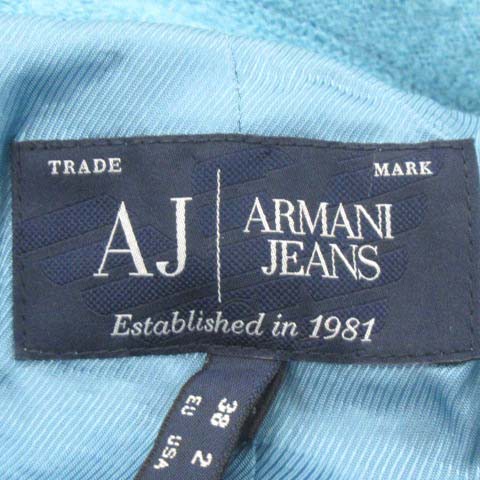 TRADE MARK
AJ ARMANI
JEANS
Established in 1981
38 2
EU USA